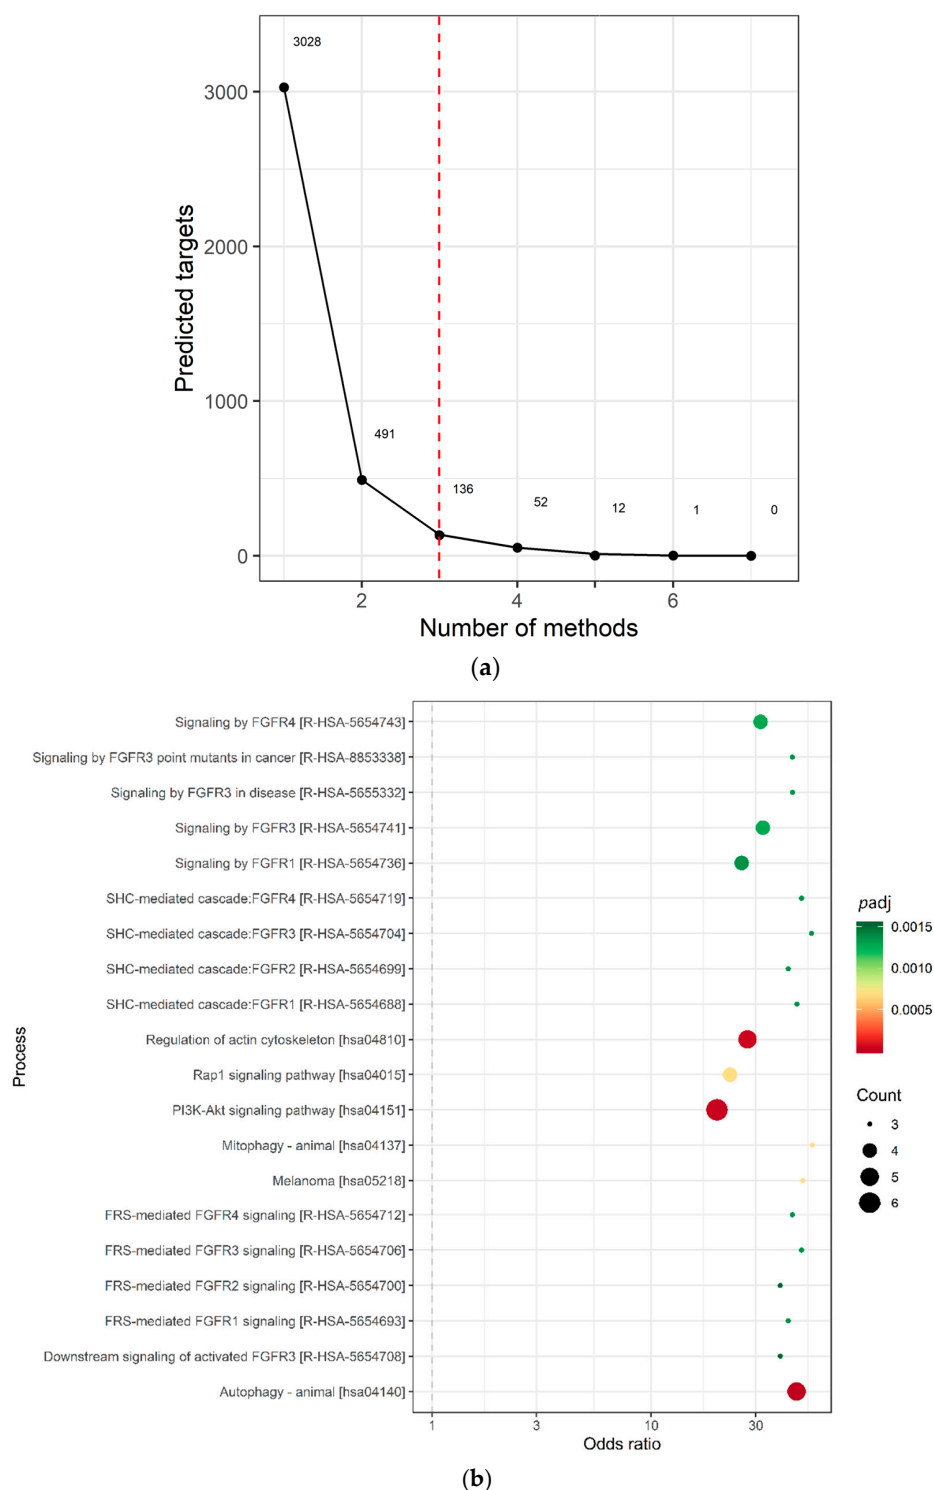 3028
3000
2000
1000
0
491
136
52
12
1
0
Predicted targets
2
4
6
Number of methods
(a)
Signaling by FGFR4 [R-HSA-5654743]
Signaling by FGFR3 point mutants in cancer [R-HSA-8853338]
Signaling by FGFR3 in disease [R-HSA-5655332]
Signaling by FGFR3 [R-HSA-5654741]
Signaling by FGFR1 [R-HSA-5654736]
SHC-mediated cascade:FGFR4 [R-HSA-5654719]
SHC-mediated cascade:FGFR3 [R-HSA-5654704]
SHC-mediated cascade:FGFR2 [R-HSA-5654699]
SHC-mediated cascade:FGFR1 [R-HSA-5654688]
Regulation of actin cytoskeleton [hsa04810]
Rap1 signaling pathway [hsa04015]
PI3K-Akt signaling pathway [hsa04151]
Mitophagy - animal [hsa04137]
Melanoma [hsa05218]
FRS-mediated FGFR4 signaling [R-HSA-5654712]
FRS-mediated FGFR3 signaling [R-HSA-5654706]
FRS-mediated FGFR2 signaling [R-HSA-5654700]
FRS-mediated FGFR1 signaling [R-HSA-5654693]
Downstream signaling of activated FGFR3 [R-HSA-5654708]
Autophagy - animal [hsa04140]
Process
1
3
10
30
Odds ratio
padj
0.0015
0.0010
0.0005
Count
3
4
5
6
(b)